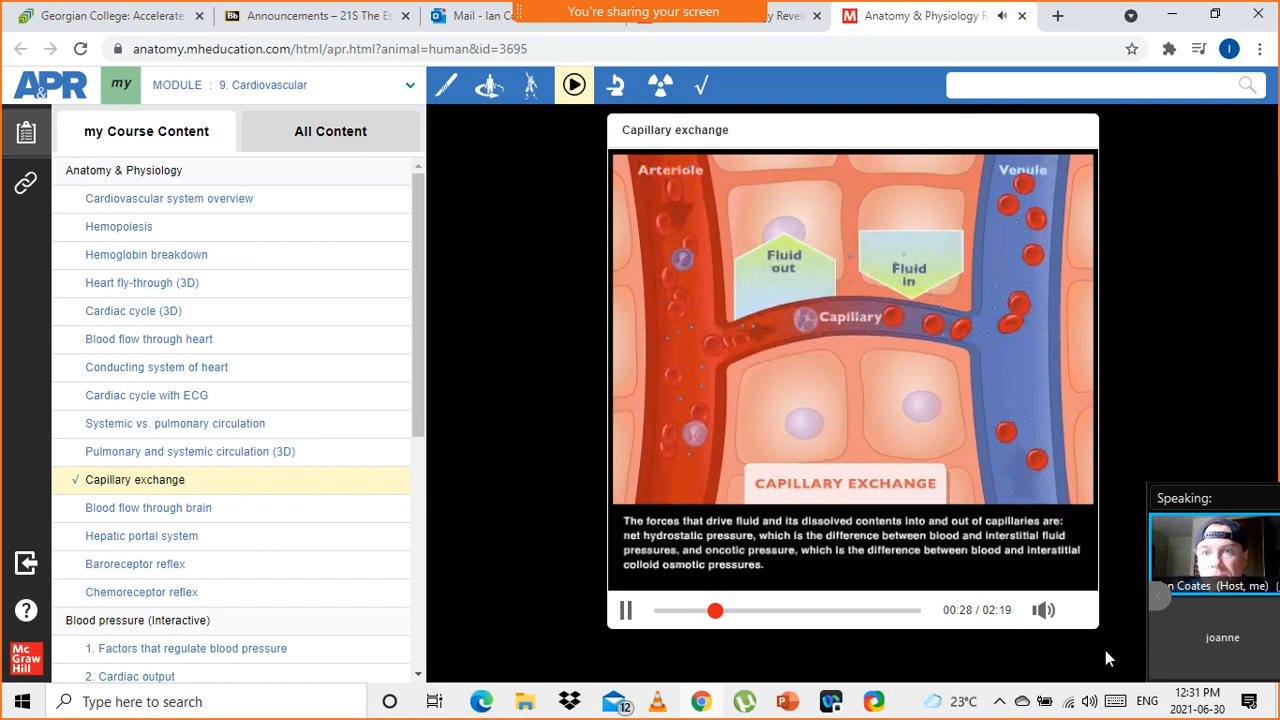 Georgian College: Accelerate
Announcements – 21S The Es
Mail - Ian Co
You're sharing your screen
y Revea
Anatomy & Physiology R
anatomy.mheducation.com/html/apr.html?animal=human&id=3695
A&PR
my
MODULE : 9. Cardiovascular
my Course Content
All Content
Anatomy & Physiology
Cardiovascular system overview
Hemopoiesis
Hemoglobin breakdown
Heart fly-through (3D)
Cardiac cycle (3D)
Blood flow through heart
Conducting system of heart
Cardiac cycle with ECG
Systemic vs. pulmonary circulation
Pulmonary and systemic circulation (3D)
√ Capillary exchange
Blood flow through brain
Hepatic portal system
Baroreceptor reflex
Chemoreceptor reflex
Blood pressure (Interactive)
1. Factors that regulate blood pressure
2. Cardiac output
Mc
Graw
Hill
Capillary exchange
Arteriole
Venule
Fluid
out
Fluid
in
Capillary
CAPILLARY EXCHANGE
The forces that drive fluid and its dissolved contents into and out of capillaries are:
net hydrostatic pressure, which is the difference between blood and interstitial fluid
pressures, and oncotic pressure, which is the difference between blood and interstitial
colloid osmotic pressures.
00:28 / 02:19
Speaking:
n Coates (Host, me)
joanne
Type here to search
12
23°C
ENG
12:31 PM
2021-06-30